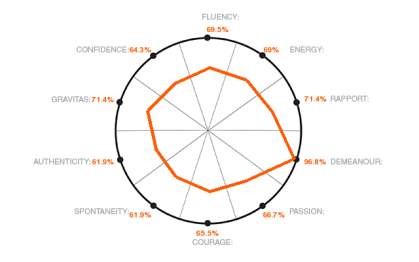 FLUENCY:
69.5%
CONFIDENCE: 64.3%
69% ENERGY:
GRAVITAS: 71.4%
71.4% RAPPORT:
AUTHENTICITY: 61.9%
96.8% DEMEANOUR:
SPONTANEITY: 61.9%
66.7% PASSION:
65.5%
COURAGE: